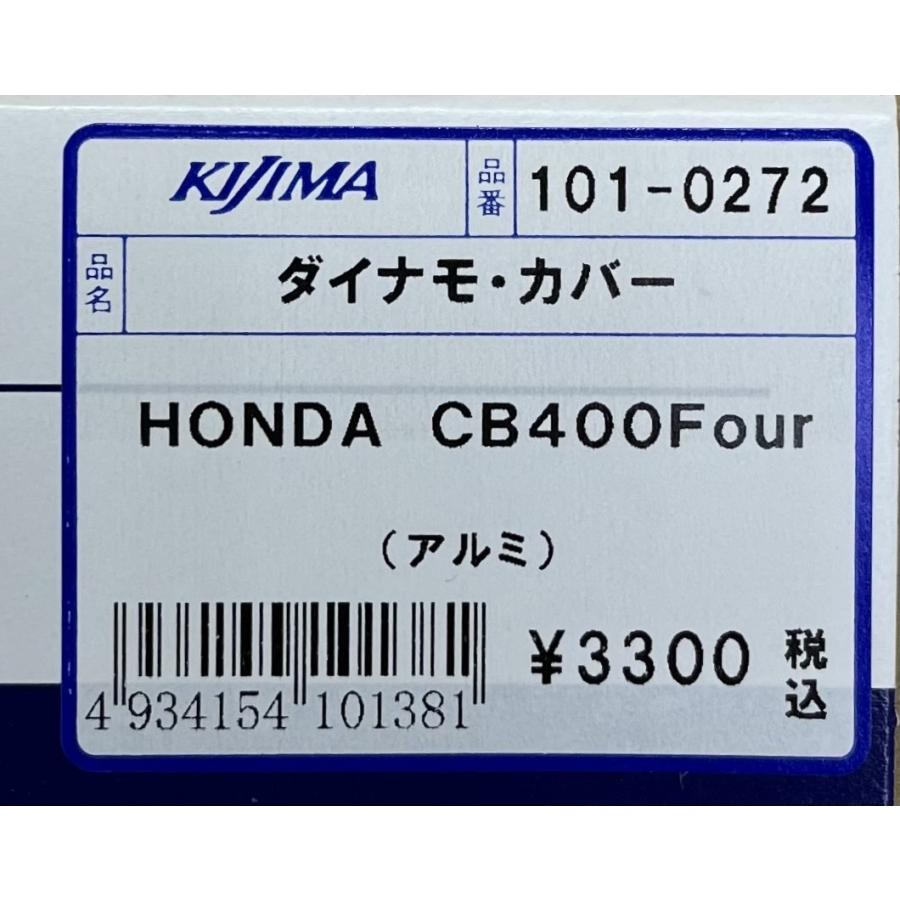 KIJIMA 品番 101-0272
品名 ダイナモ・カバー
HONDA CB400Four
(アルミ)
¥3300 税込
4 934154 101381